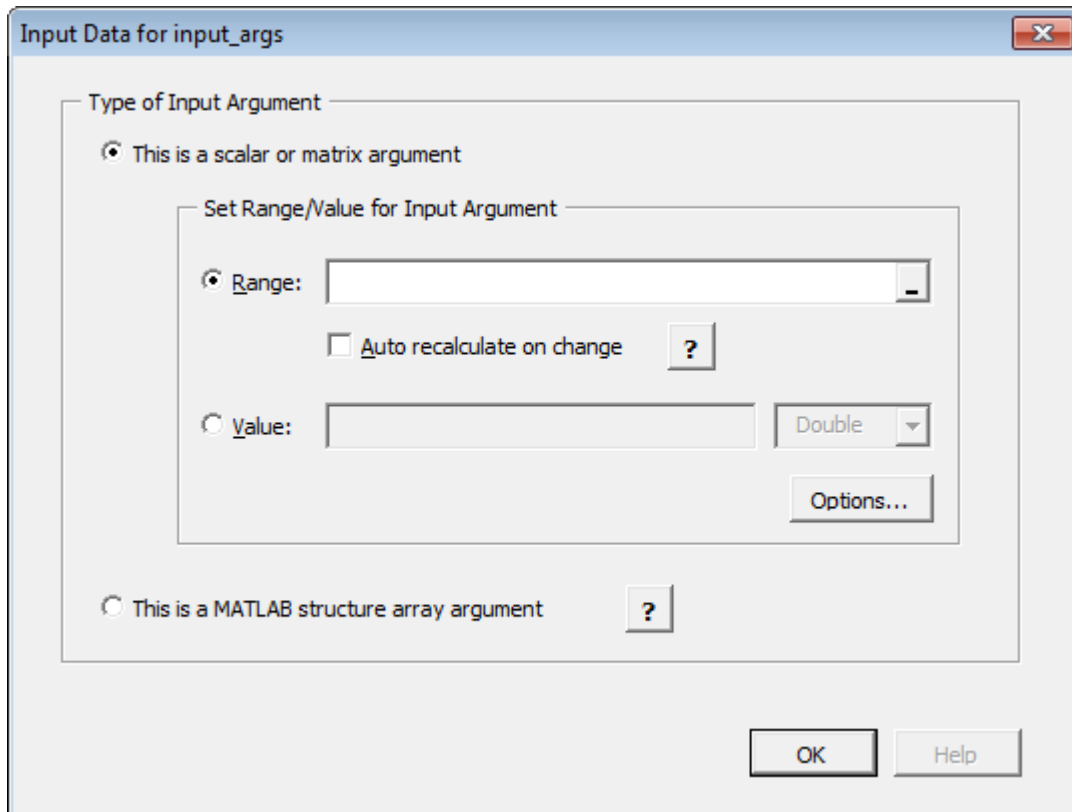 Input Data for input_args
Type of Input Argument
This is a scalar or matrix argument
Set Range/Value for Input Argument
Range:
Auto recalculate on change ?
Value: Double
Options...
This is a MATLAB structure array argument ?
OK Help